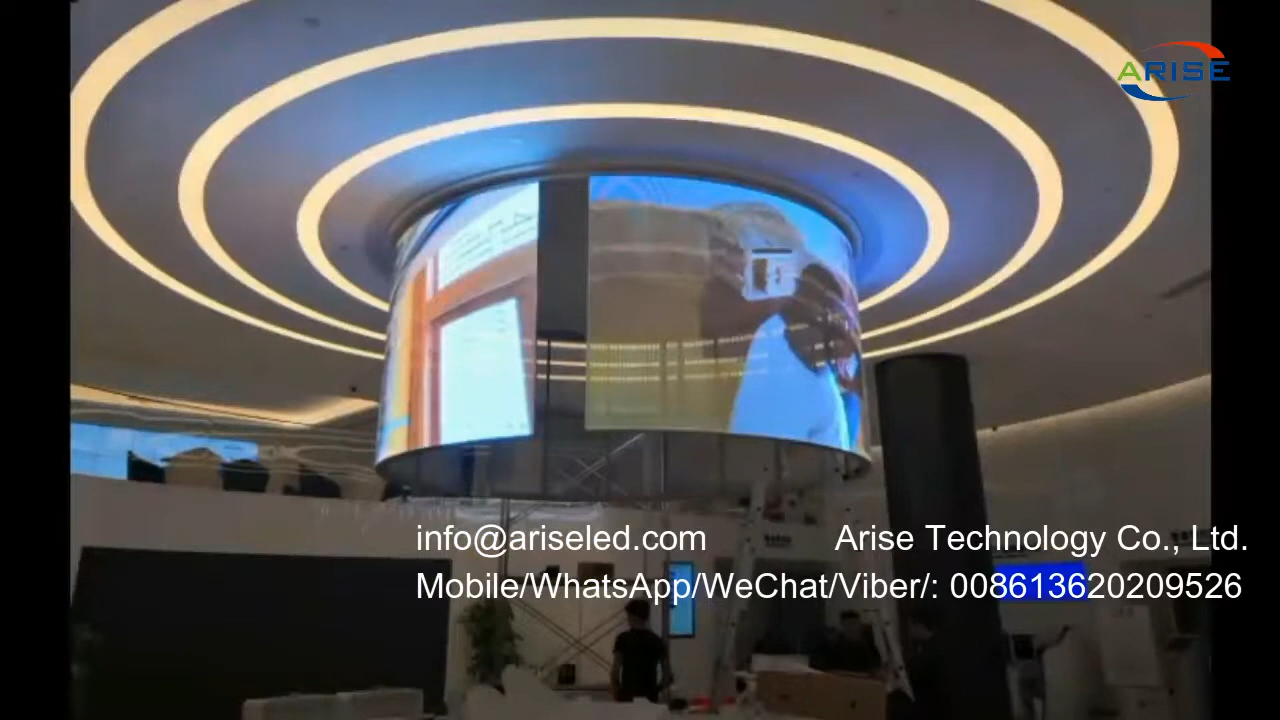 ARISE
info@ariseled.com Arise Technology Co., Ltd.
Mobile/WhatsApp/WeChat/Viber/: 008613620209526